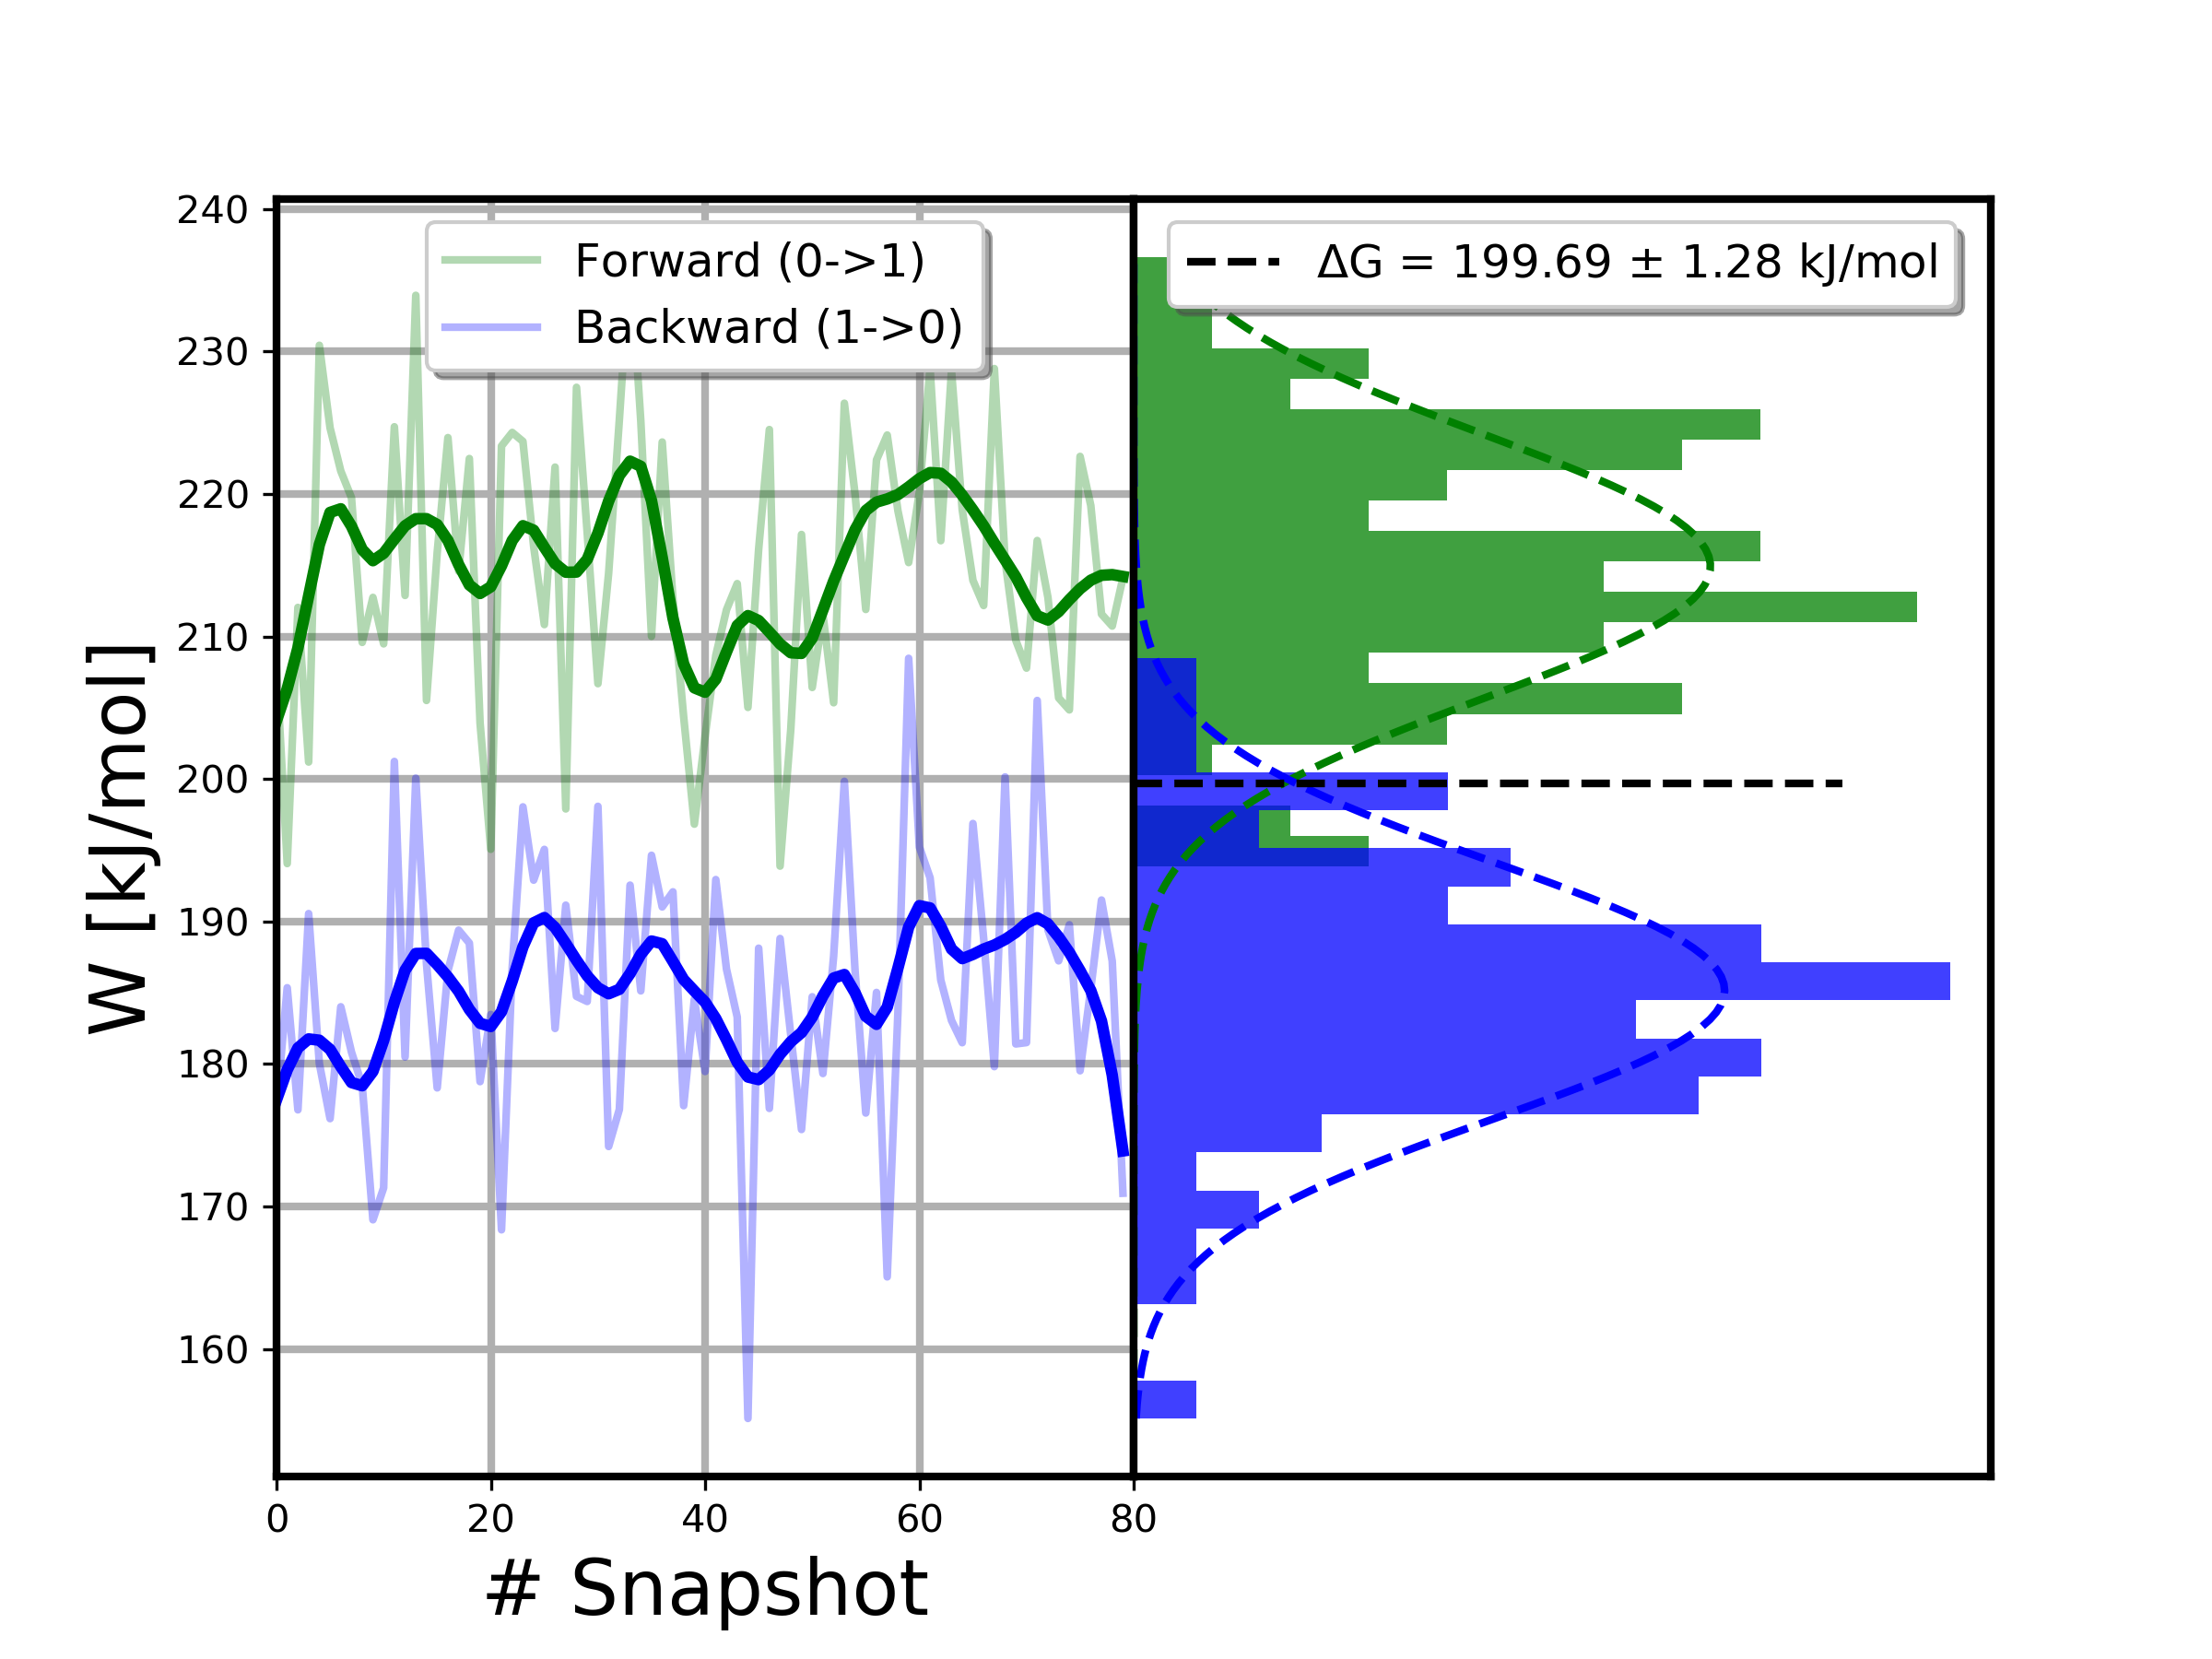 Forward (0->1)
Backward (1->0)
ΔG = 199.69 ± 1.28 kJ/mol
W [kJ/mol]
240
230
220
210
200
190
180
170
160
0 20 40 60 80
# Snapshot